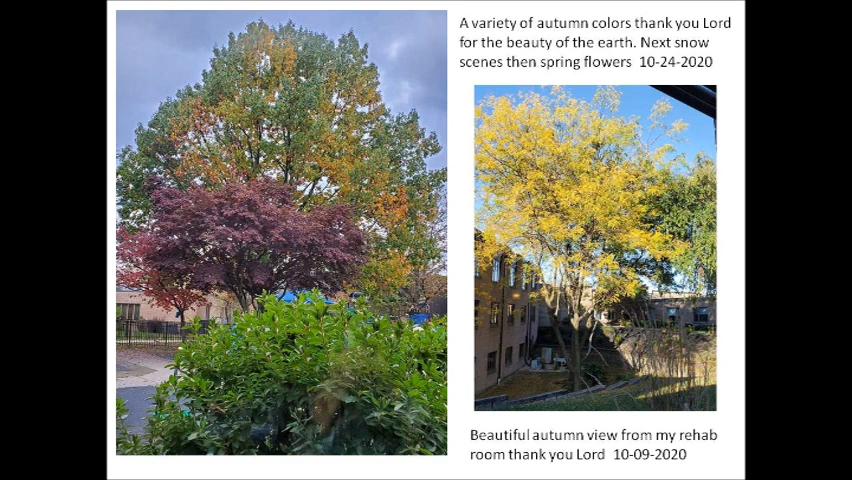 A variety of autumn colors thank you Lord
for the beauty of the earth. Next snow
scenes then spring flowers  10-24-2020
Beautiful autumn view from my rehab
room thank you Lord  10-09-2020